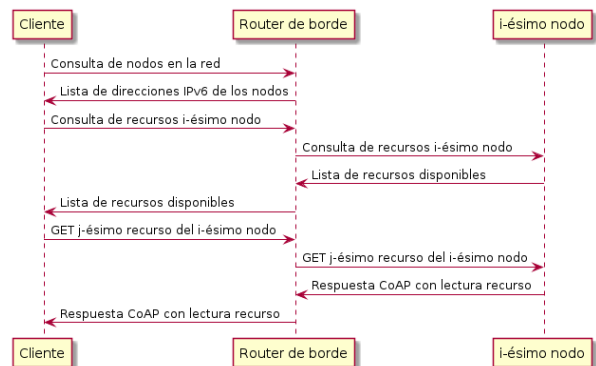 Cliente
Router de borde
i-ésimo nodo
Consulta de nodos en la red
Lista de direcciones IPv6 de los nodos
Consulta de recursos i-ésimo nodo
Consulta de recursos i-ésimo nodo
Lista de recursos disponibles
Lista de recursos disponibles
GET j-ésimo recurso del i-ésimo nodo
GET j-ésimo recurso del i-ésimo nodo
Respuesta CoAP con lectura recurso
Respuesta CoAP con lectura recurso
Cliente
Router de borde
i-ésimo nodo